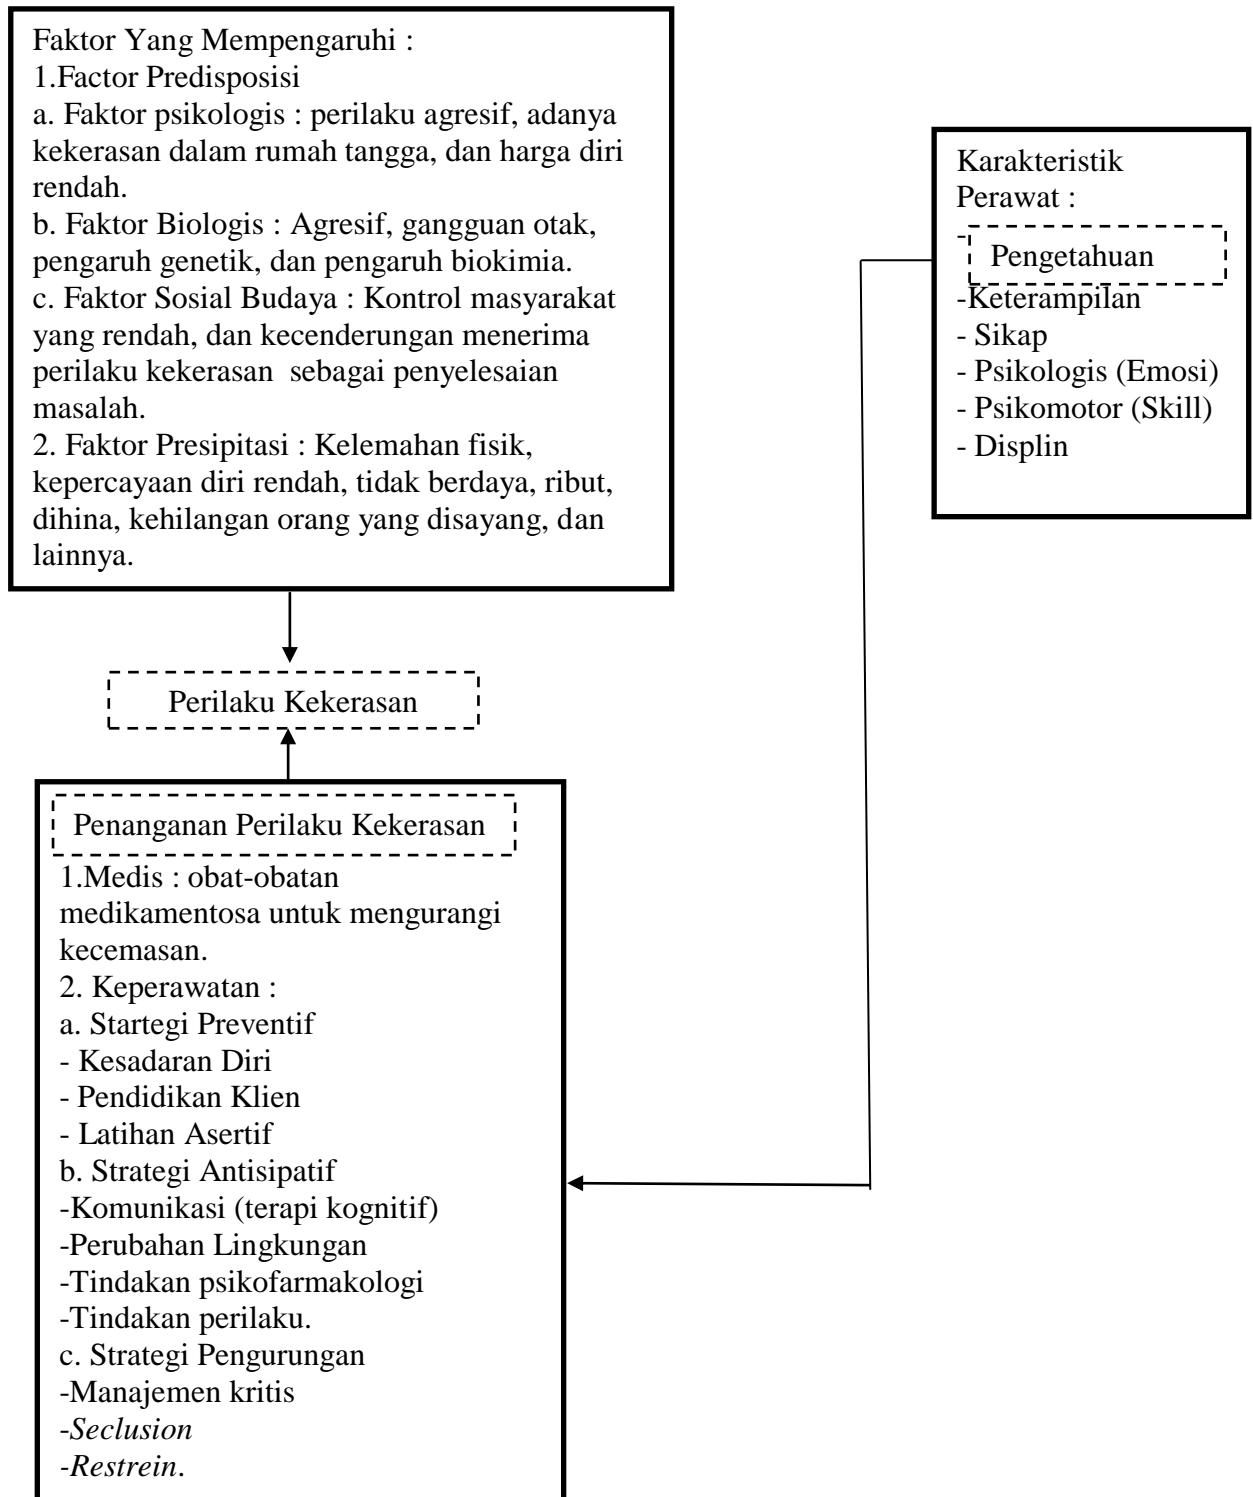 Faktor Yang Mempengaruhi :
1.Factor Predisposisi
a. Faktor psikologis : perilaku agresif, adanya
kekerasan dalam rumah tangga, dan harga diri
rendah.
b. Faktor Biologis : Agresif, gangguan otak,
pengaruh genetik, dan pengaruh biokimia.
c. Faktor Sosial Budaya : Kontrol masyarakat
yang rendah, dan kecenderungan menerima
perilaku kekerasan  sebagai penyelesaian
masalah.
2. Faktor Presipitasi : Kelemahan fisik,
kepercayaan diri rendah, tidak berdaya, ribut,
dihina, kehilangan orang yang disayang, dan
lainnya.
Karakteristik
Perawat :
- Pengetahuan
-Keterampilan
- Sikap
- Psikologis (Emosi)
- Psikomotor (Skill)
- Displin
Perilaku Kekerasan
Penanganan Perilaku Kekerasan
1.Medis : obat-obatan
medikamentosa untuk mengurangi
kecemasan.
2. Keperawatan :
a. Startegi Preventif
- Kesadaran Diri
- Pendidikan Klien
- Latihan Asertif
b. Strategi Antisipatif
-Komunikasi (terapi kognitif)
-Perubahan Lingkungan
-Tindakan psikofarmakologi
-Tindakan perilaku.
c. Strategi Pengurungan
-Manajemen kritis
-Seclusion
-Restrein.